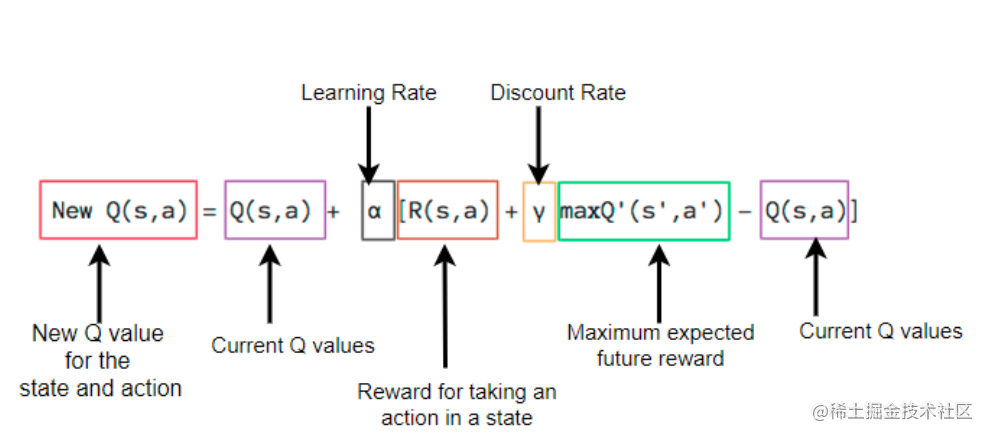 Learning Rate
Discount Rate
New Q(s,a) = Q(s,a) + α [R(s,a) + γ maxQ'(s',a') − Q(s,a)]
New Q value
for the
state and action
Current Q values
Reward for taking an
action in a state
Maximum expected
future reward
Current Q values
@稀土掘金技术社区